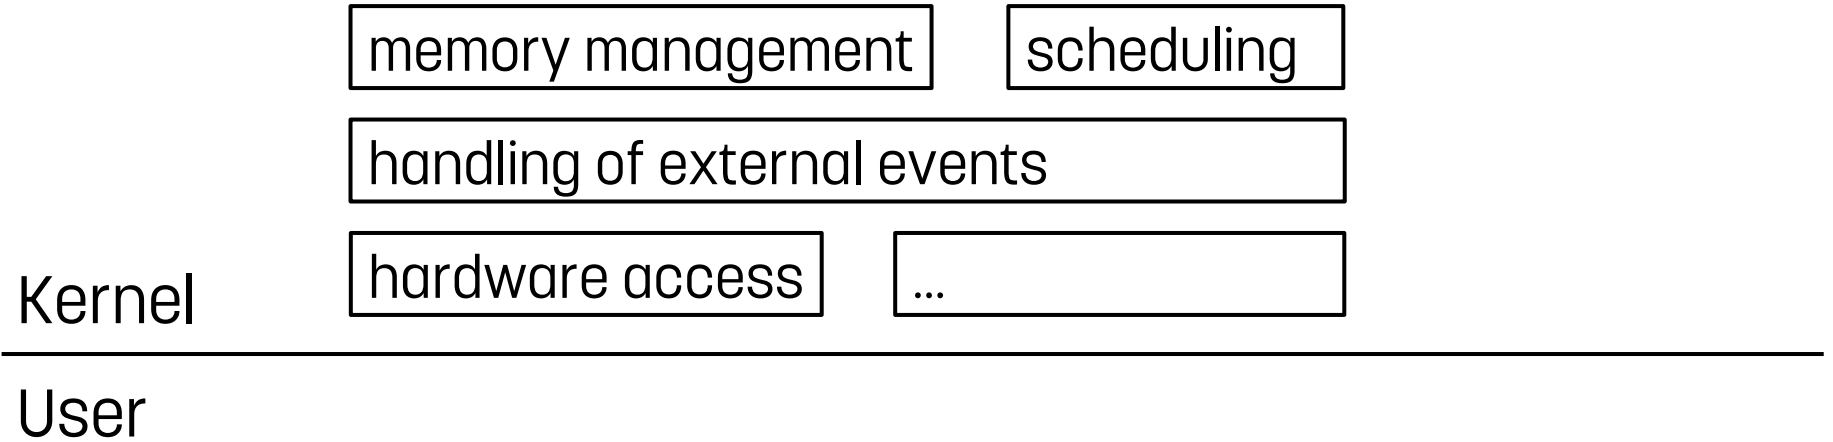 memory management
scheduling
handling of external events
hardware access
...
Kernel
User